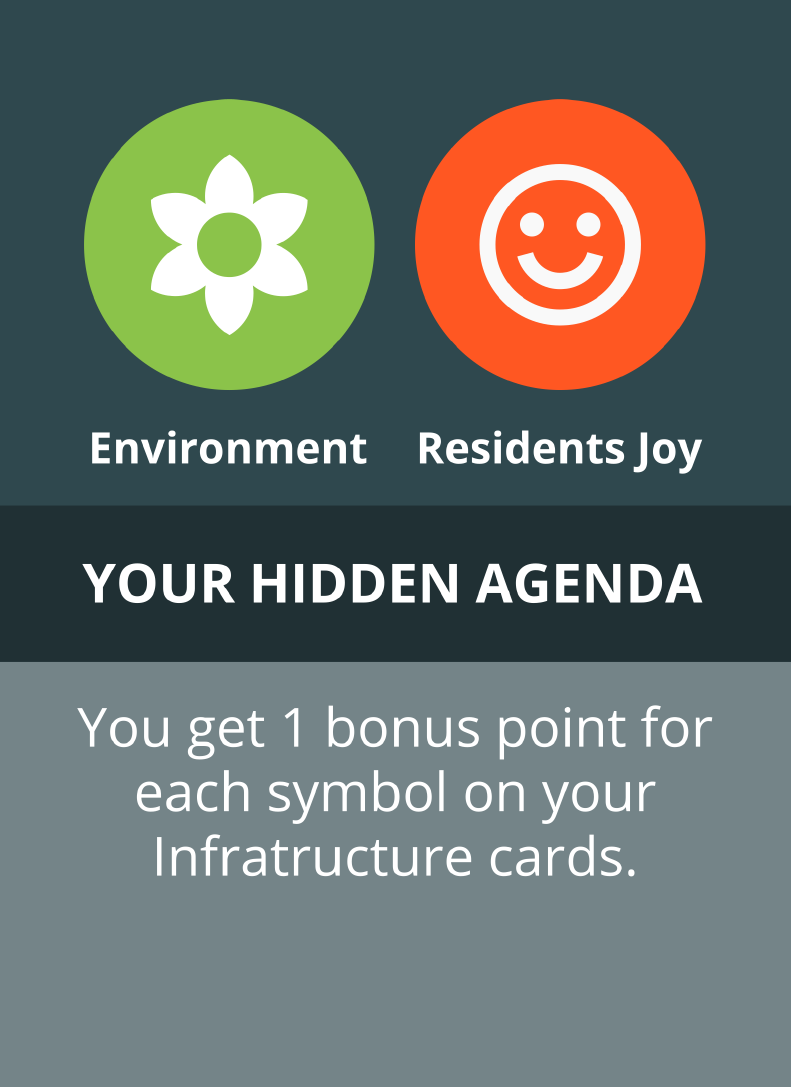 Environment Residents Joy
YOUR HIDDEN AGENDA
You get 1 bonus point for
each symbol on your
Infratructure cards.